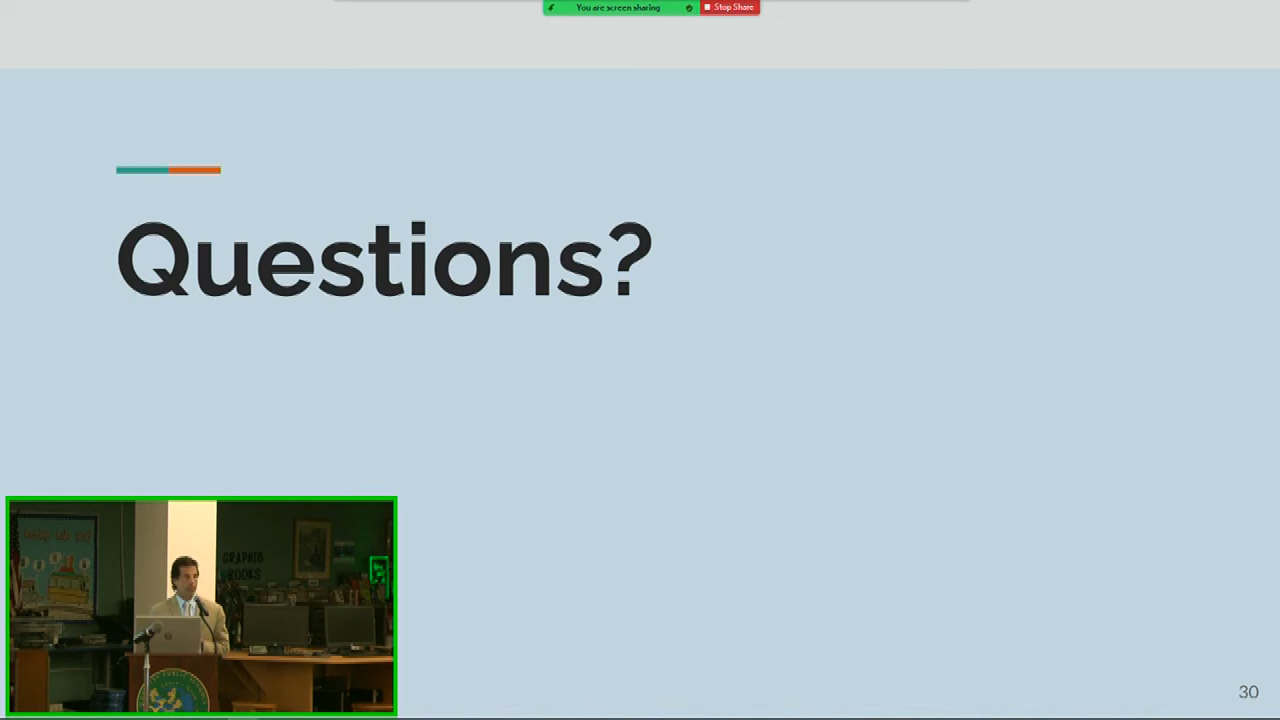 You are screen sharing
Stop Share
Questions?
GRAPHIC
BOOKS
30